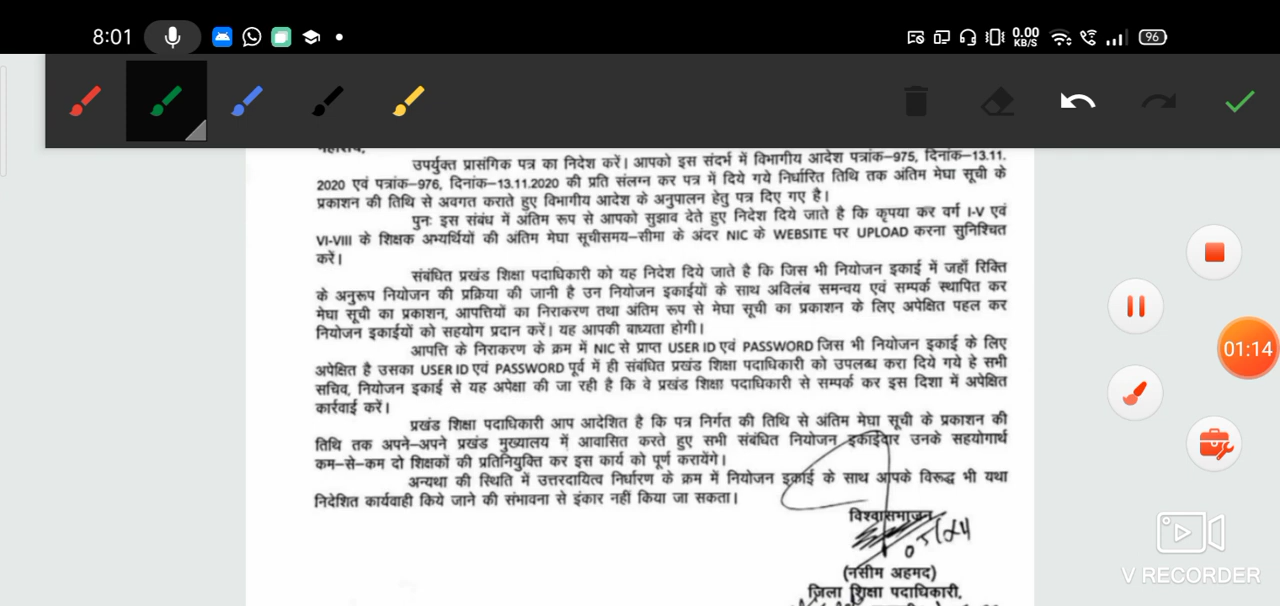 8:01
0.00 KB/S
96
महाशय,
उपर्युक्त प्रासंगिक पत्र का निदेश करें। आपको इस संदर्भ में विभागीय आदेश पत्रांक–975, दिनांक–13.11.
2020 एवं पत्रांक–976, दिनांक–13.11.2020 की प्रति संलग्न कर पत्र में दिये गये निर्धारित तिथि तक अंतिम मेघा सूची के
प्रकाशन की तिथि से अवगत कराते हुए विभागीय आदेश के अनुपालन हेतु पत्र दिए गए है।
पुनः इस संबंध में अंतिम रूप से आपको सुझाव देते हुए निदेश दिये जाते है कि कृपया कर वर्ग I-V एवं
VI-VIII के शिक्षक अभ्यर्थियों की अंतिम मेघा सूचीसमय–सीमा के अंदर NIC के WEBSITE पर UPLOAD करना सुनिश्चित
करें।
संबंधित प्रखंड शिक्षा पदाधिकारी को यह निदेश दिये जाते है कि जिस भी नियोजन इकाई में जहाँ रिक्ति
के अनुरूप नियोजन की प्रक्रिया की जानी है उन नियोजन इकाईयों के साथ अविलंब समन्वय एवं सम्पर्क स्थापित कर
मेघा सूची का प्रकाशन, आपत्तियों का निराकरण तथा अंतिम रूप से मेघा सूची का प्रकाशन के लिए अपेक्षित पहल कर
नियोजन इकाईयों को सहयोग प्रदान करें। यह आपकी बाध्यता होगी।
आपत्ति के निराकरण के क्रम में NIC से प्राप्त USER ID एवं PASSWORD जिस भी नियोजन इकाई के लिए
अपेक्षित है उसका USER ID एवं PASSWORD पूर्व में ही संबंधित प्रखंड शिक्षा पदाधिकारी को उपलब्ध करा दिये गये हे सभी
सचिव, नियोजन इकाई से यह अपेक्षा की जा रही है कि वे प्रखंड शिक्षा पदाधिकारी से सम्पर्क कर इस दिशा में अपेक्षित
कार्रवाई करें।
प्रखंड शिक्षा पदाधिकारी आप आदेशित है कि पत्र निर्गत की तिथि से अंतिम मेघा सूची के प्रकाशन की
तिथि तक अपने–अपने प्रखंड मुख्यालय में आवासित करते हुए सभी संबंधित नियोजन इकाईवार उनके सहयोगार्थ
कम–से–कम दो शिक्षकों की प्रतिनियुक्ति कर इस कार्य को पूर्ण करायेंगे।
अन्यथा की स्थिति में उत्तरदायित्व निर्धारण के क्रम में नियोजन इकाई के साथ आपके विरूद्ध भी यथा
निदेशित कार्यवाही किये जाने की संभावना से इंकार नहीं किया जा सकता।
विश्वासभाजन
(नसीम अहमद)
ज़िला शिक्षा पदाधिकारी,
01:14
V RECORDER